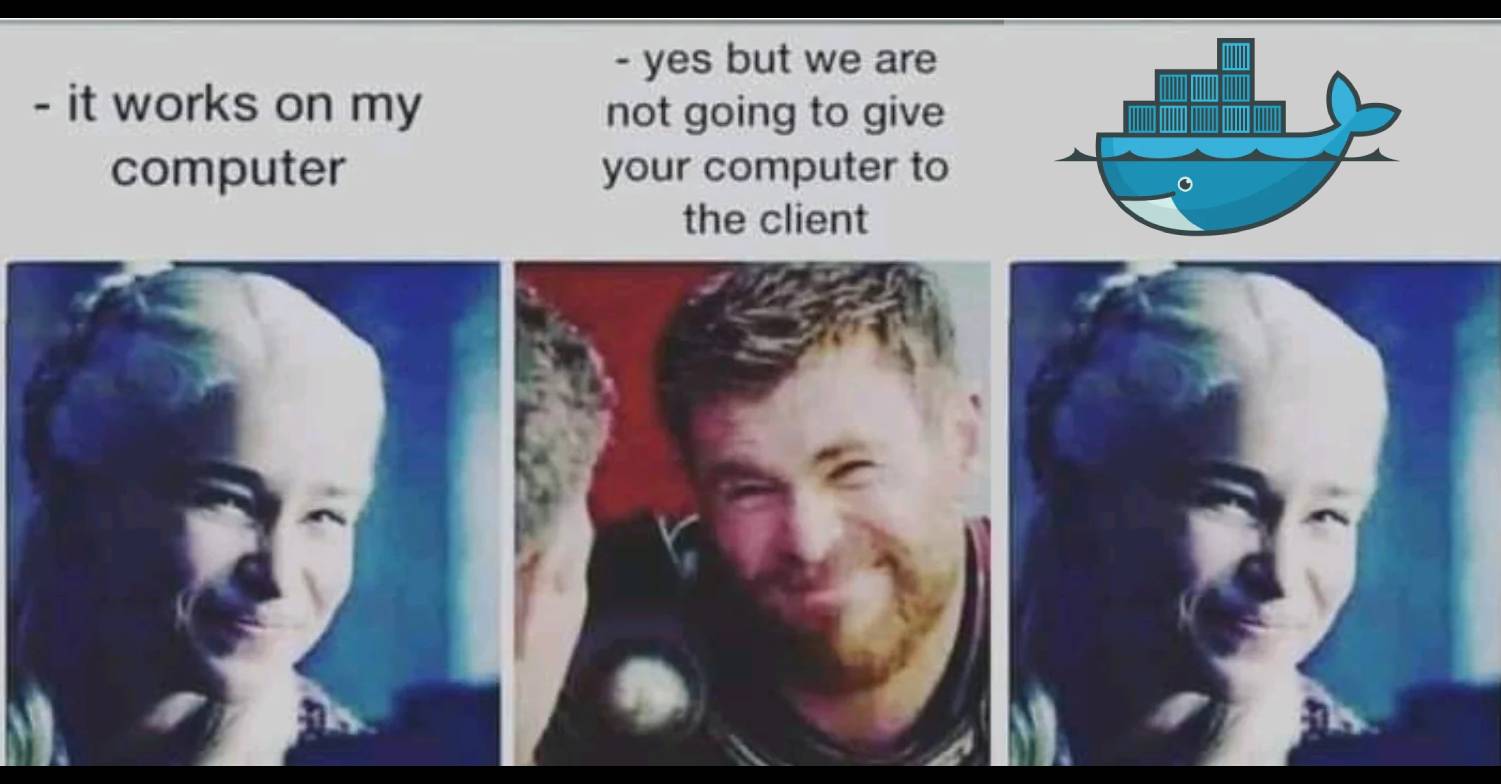 - it works on my
computer
- yes but we are
not going to give
your computer to
the client